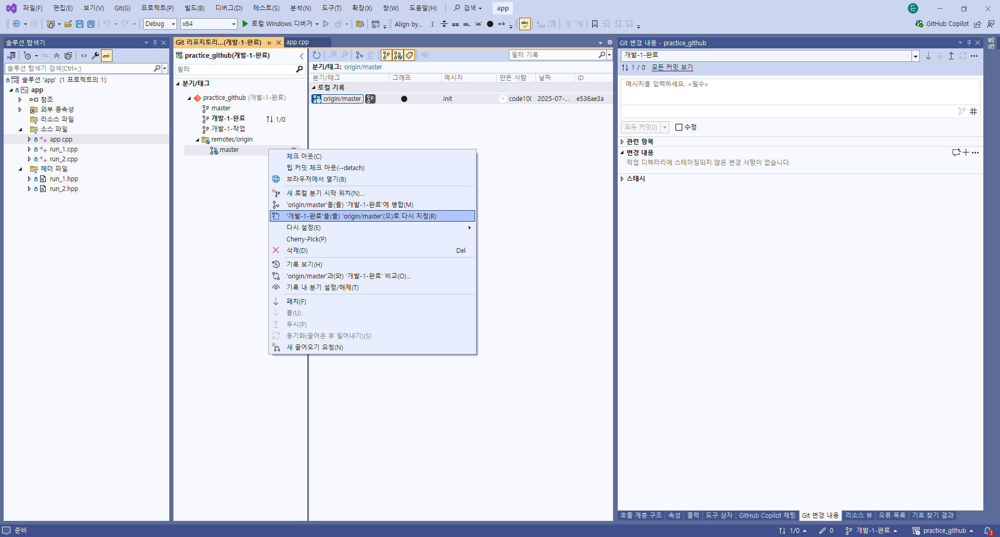 파일(F) 편집(E) 보기(V) Git(G) 프로젝트(P) 빌드(B) 디버그(D) 테스트(S) 분석(N) 도구(T) 확장(X) 창(W) 도움말(H) 검색 app
Debug x64 로컬 Windows 디버거 Align by... abc GitHub Copilot
솔루션 탐색기
솔루션 탐색기 검색(Ctrl+;)
솔루션 'app' (1 프로젝트의 1)
app
참조
외부 종속성
리소스 파일
소스 파일
app.cpp
run_1.cpp
run_2.cpp
헤더 파일
run_1.hpp
run_2.hpp
Git 리포지토리...(개발-1-완료) app.cpp
practice_github(개발-1-완료)
필터
분기/태그
practice_github (개발-1-완료)
master
개발-1-완료 1/0
개발-1-작업
remotes/origin
master
필터 기록
분기/태그: origin/master
분기/태그 그래프 메시지 만든 사람 날짜 ID
로컬 기록
origin/master init code10 2025-07-... e536ae3a
체크 아웃(C)
팁 커밋 체크 아웃(--detach)
브라우저에서 열기(B)
새 로컬 분기 시작 위치(N)...
'origin/master'을(를) '개발-1-완료'에 병합(M)
'개발-1-완료'을(를) 'origin/master'(으)로 다시 지정(R)
다시 설정(E)
Cherry-Pick(P)
삭제(D) Del
기록 보기(H)
'origin/master'과(와) '개발-1-완료' 비교(O)...
기록 내 분기 설정/해제(T)
페치(F)
풀(U)
푸시(P)
동기화(끌어온 후 밀어내기)(S)
새 끌어오기 요청(N)
Git 변경 내용 - practice_github
개발-1-완료
1 / 0 모든 커밋 보기
메시지를 입력하세요. <필수>
모두 커밋(I) 수정
관련 항목
변경 내용
작업 디렉터리에 스테이징되지 않은 변경 사항이 없습니다.
스태시
호출 계층 구조 속성 출력 도구 상자 GitHub Copilot 채팅 Git 변경 내용 리소스 뷰 오류 목록 기호 찾기 결과
준비 1/0 0 개발-1-완료 practice_github 3